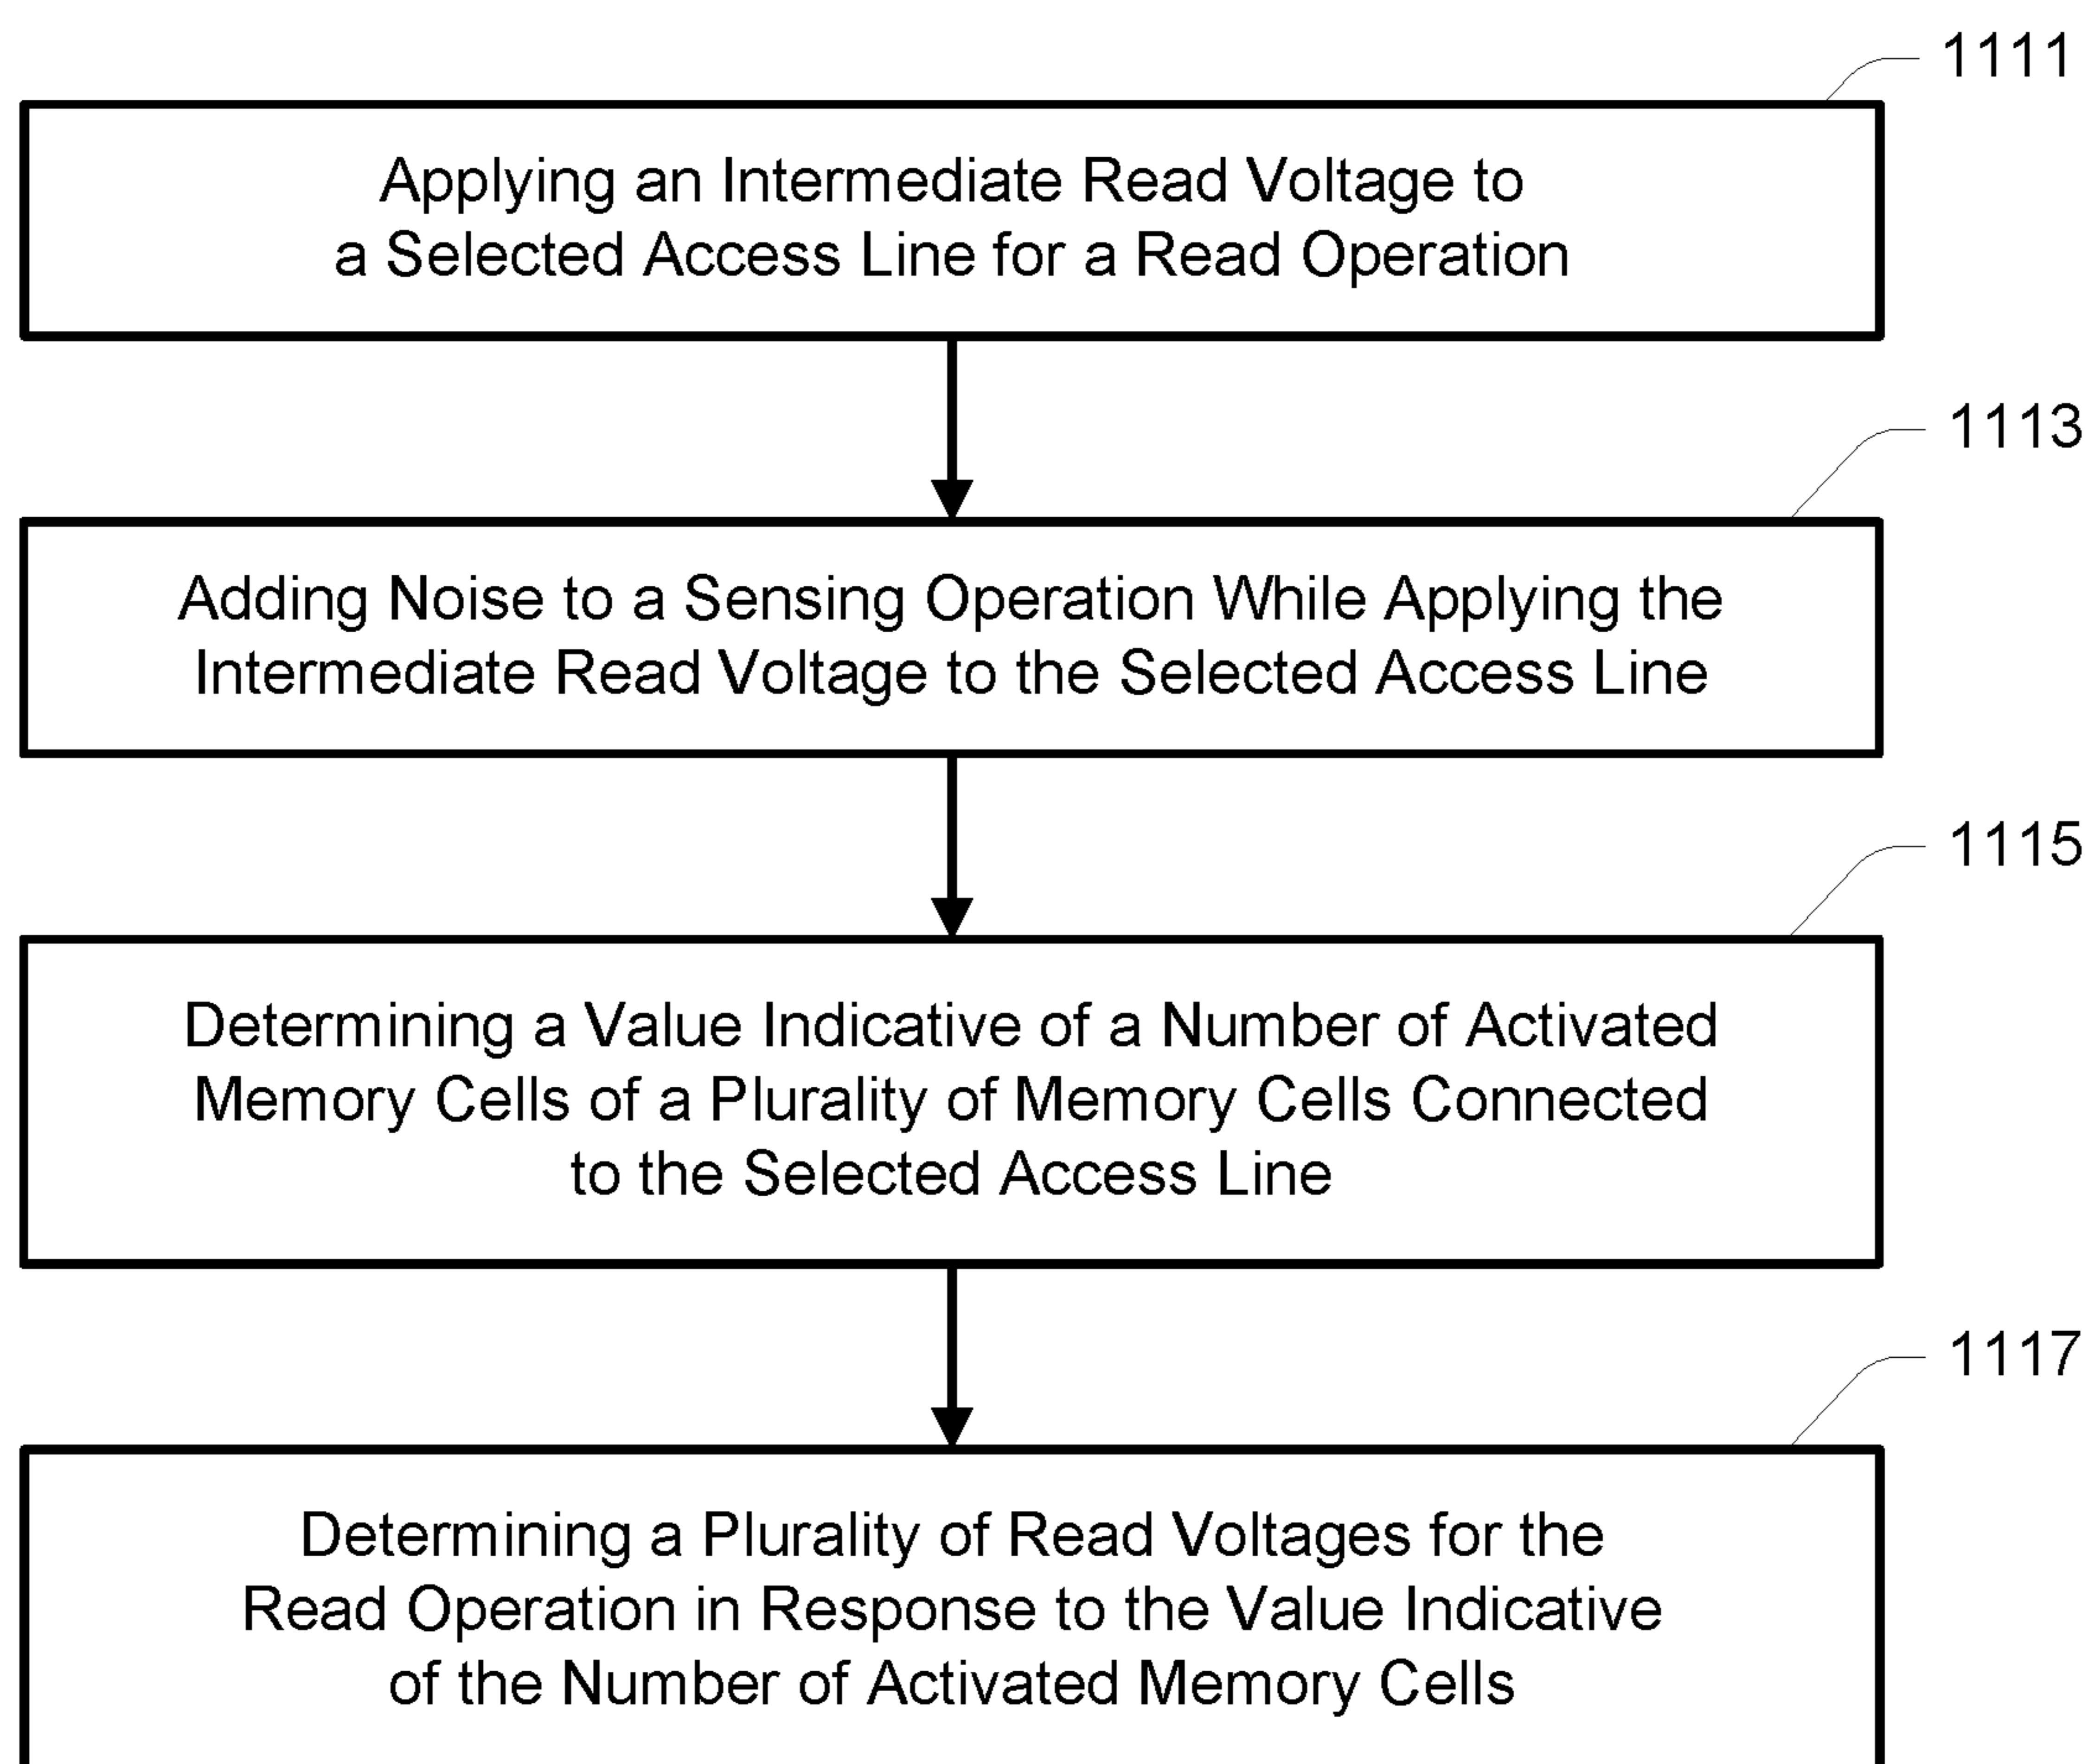 1111
Applying an Intermediate Read Voltage to
a Selected Access Line for a Read Operation
1113
Adding Noise to a Sensing Operation While Applying the
Intermediate Read Voltage to the Selected Access Line
1115
Determining a Value Indicative of a Number of Activated
Memory Cells of a Plurality of Memory Cells Connected
to the Selected Access Line
1117
Determining a Plurality of Read Voltages for the
Read Operation in Response to the Value Indicative
of the Number of Activated Memory Cells